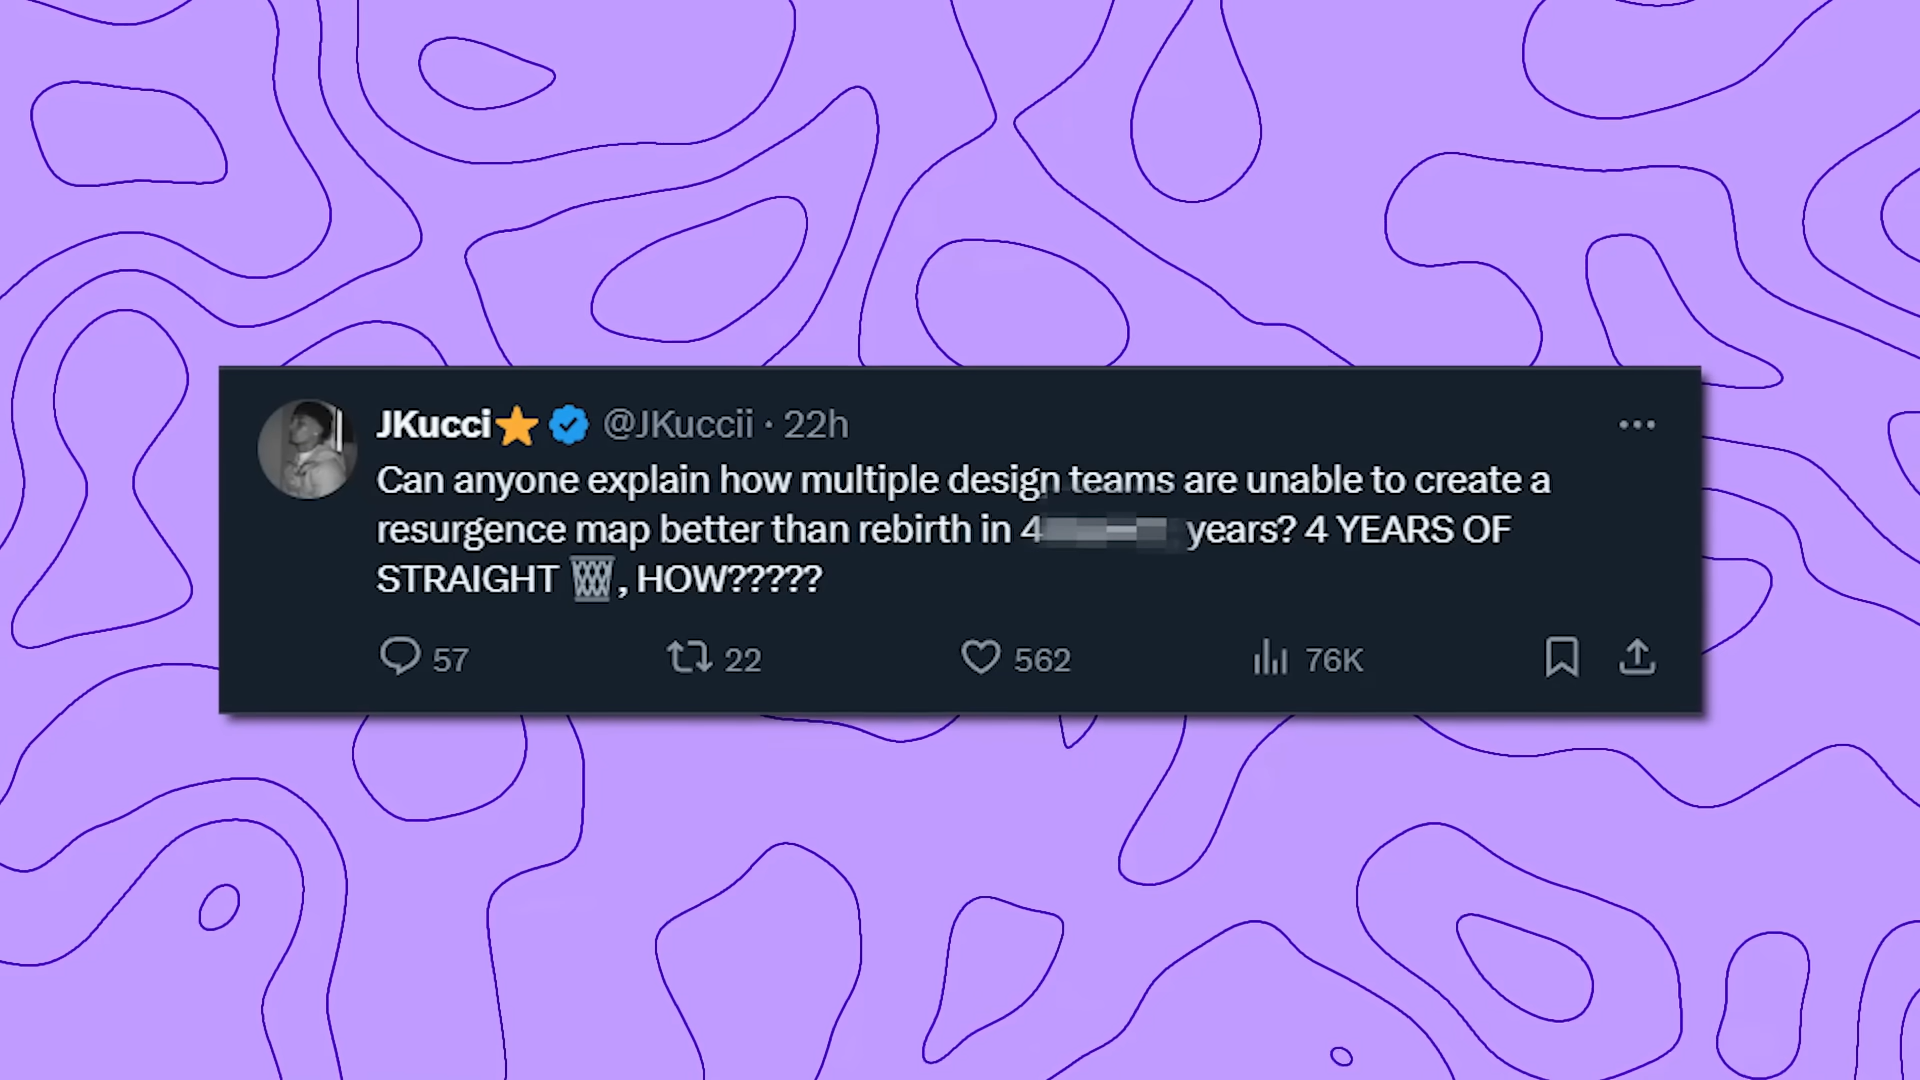 JKucci⭐ @JKuccii · 22h
Can anyone explain how multiple design teams are unable to create a
resurgence map better than rebirth in 4 years? 4 YEARS OF
STRAIGHT 🗑, HOW?????
57 22 562 76K